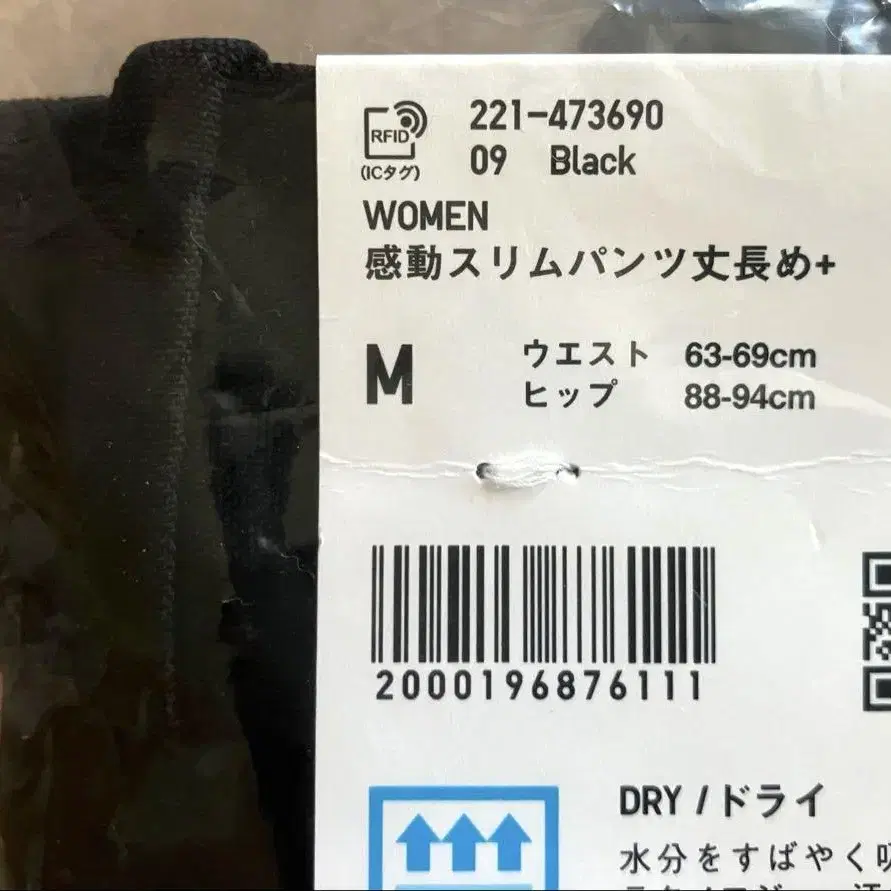 RFID
(ICタグ)
221-473690
09 Black
WOMEN
感動スリムパンツ丈長め+
M
ウエスト 63-69cm
ヒップ 88-94cm
2000196876111
DRY /ドライ
水分をすばやく吸